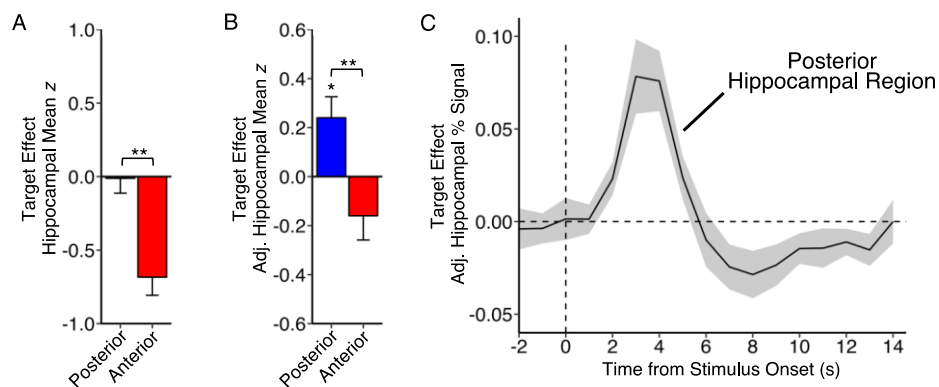 A
Target Effect
Hippocampal Mean z
1.0
0.5
0.0
-0.5
-1.0
**
Posterior
Anterior
B
Target Effect
Adj. Hippocampal Mean z
0.6
0.4
0.2
0.0
-0.2
-0.4
-0.6
*
**
Posterior
Anterior
C
Target Effect
Adj. Hippocampal % Signal
0.10
0.05
0.00
-0.05
Posterior
Hippocampal Region
-2 0 2 4 6 8 10 12 14
Time from Stimulus Onset (s)